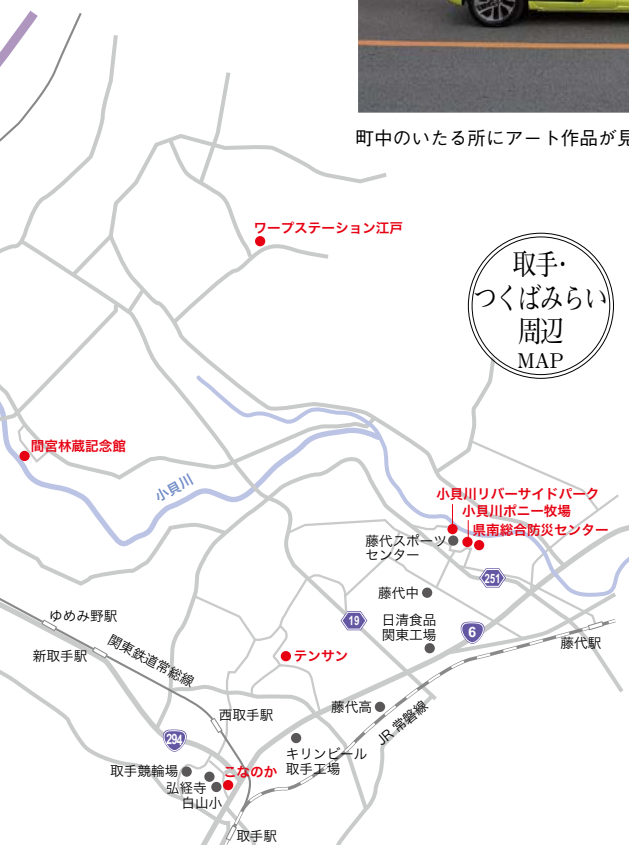 町中のいたる所にアート作品が見
ワープステーション江戸
取手・
つくばみらい
周辺
MAP
間宮林蔵記念館
小貝川
小貝川リバーサイドパーク
小貝川ポニー牧場
県南総合防災センター
藤代スポーツ
センター
251
藤代中
19
日清食品
関東工場
6
ゆめみ野駅
関東鉄道常総線
新取手駅
藤代駅
テンサン
藤代高
JR 常磐線
西取手駅
294
キリンビール
取手工場
取手競輪場
こなのか
弘経寺
白山小
取手駅